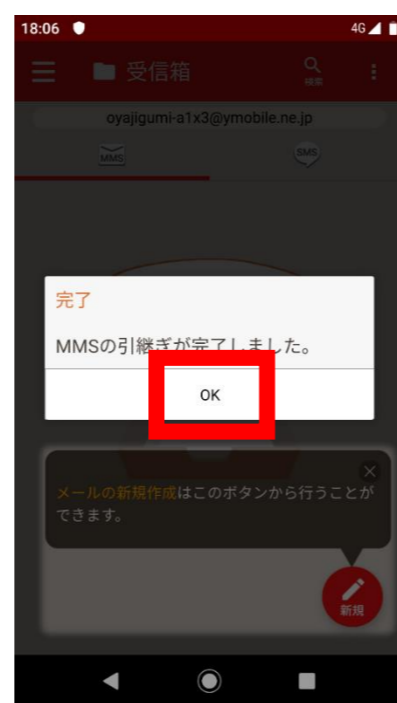 18:06 4G
受信箱 検索
oyajigumi-a1x3@ymobile.ne.jp
MMS SMS
完了
MMSの引継ぎが完了しました。
OK
メールの新規作成はこのボタンから行うことが
できます。
新規